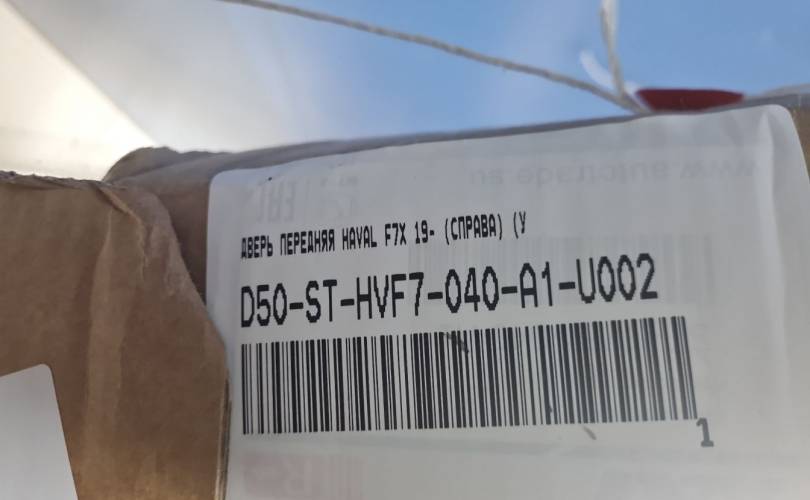 ДВЕРЬ ПЕРЕДНЯЯ HAVAL F7X 19- (СПРАВА) (У
D50-ST-HVF7-040-A1-U002
1